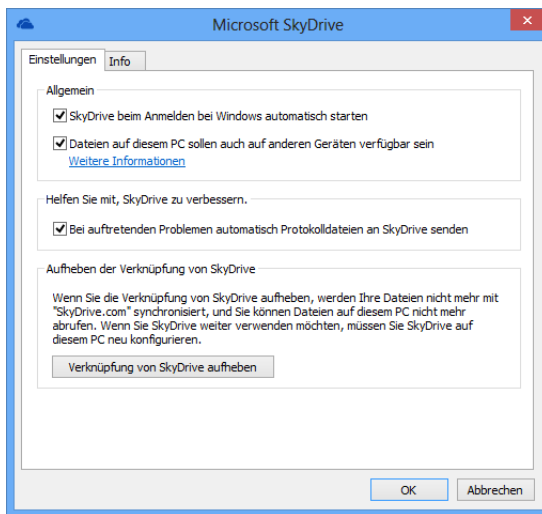 Microsoft SkyDrive
Einstellungen Info
Allgemein
SkyDrive beim Anmelden bei Windows automatisch starten
Dateien auf diesem PC sollen auch auf anderen Geräten verfügbar sein
Weitere Informationen
Helfen Sie mit, SkyDrive zu verbessern.
Bei auftretenden Problemen automatisch Protokolldateien an SkyDrive senden
Aufheben der Verknüpfung von SkyDrive
Wenn Sie die Verknüpfung von SkyDrive aufheben, werden Ihre Dateien nicht mehr mit
"SkyDrive.com" synchronisiert, und Sie können Dateien auf diesem PC nicht mehr
abrufen. Wenn Sie SkyDrive weiter verwenden möchten, müssen Sie SkyDrive auf
diesem PC neu konfigurieren.
Verknüpfung von SkyDrive aufheben
OK Abbrechen